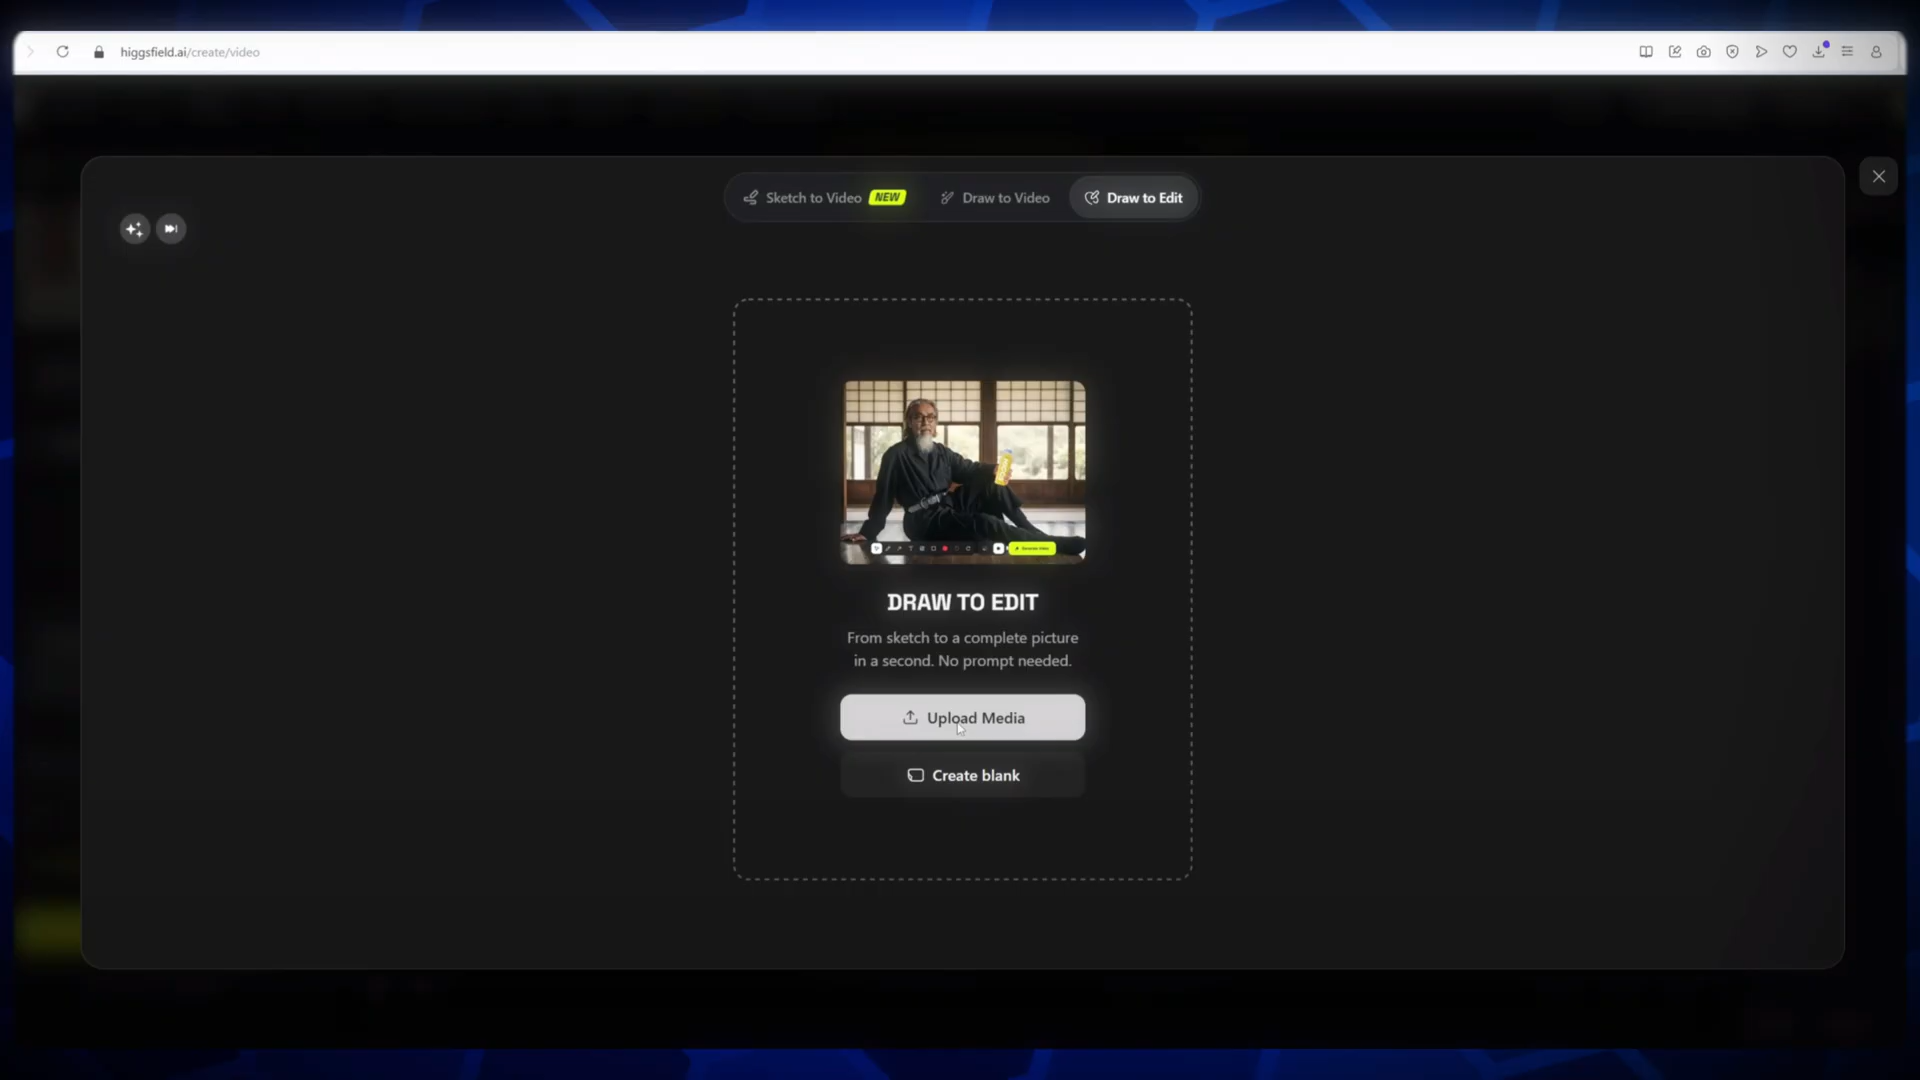 higgsfield.ai/create/video
Sketch to Video NEW Draw to Video Draw to Edit
DRAW TO EDIT
From sketch to a complete picture
in a second. No prompt needed.
Upload Media
Create blank